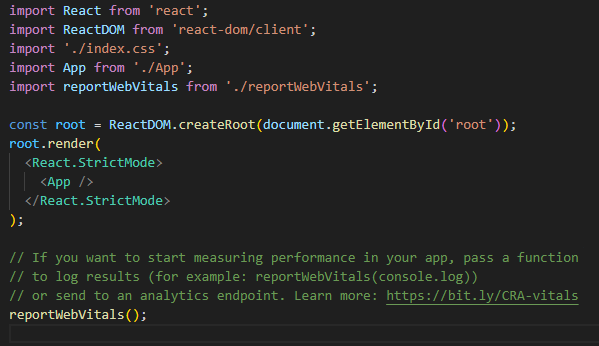 import React from 'react';
import ReactDOM from 'react-dom/client';
import './index.css';
import App from './App';
import reportWebVitals from './reportWebVitals';

const root = ReactDOM.createRoot(document.getElementById('root'));
root.render(
  <React.StrictMode>
    <App />
  </React.StrictMode>
);

// If you want to start measuring performance in your app, pass a function
// to log results (for example: reportWebVitals(console.log))
// or send to an analytics endpoint. Learn more: https://bit.ly/CRA-vitals
reportWebVitals();